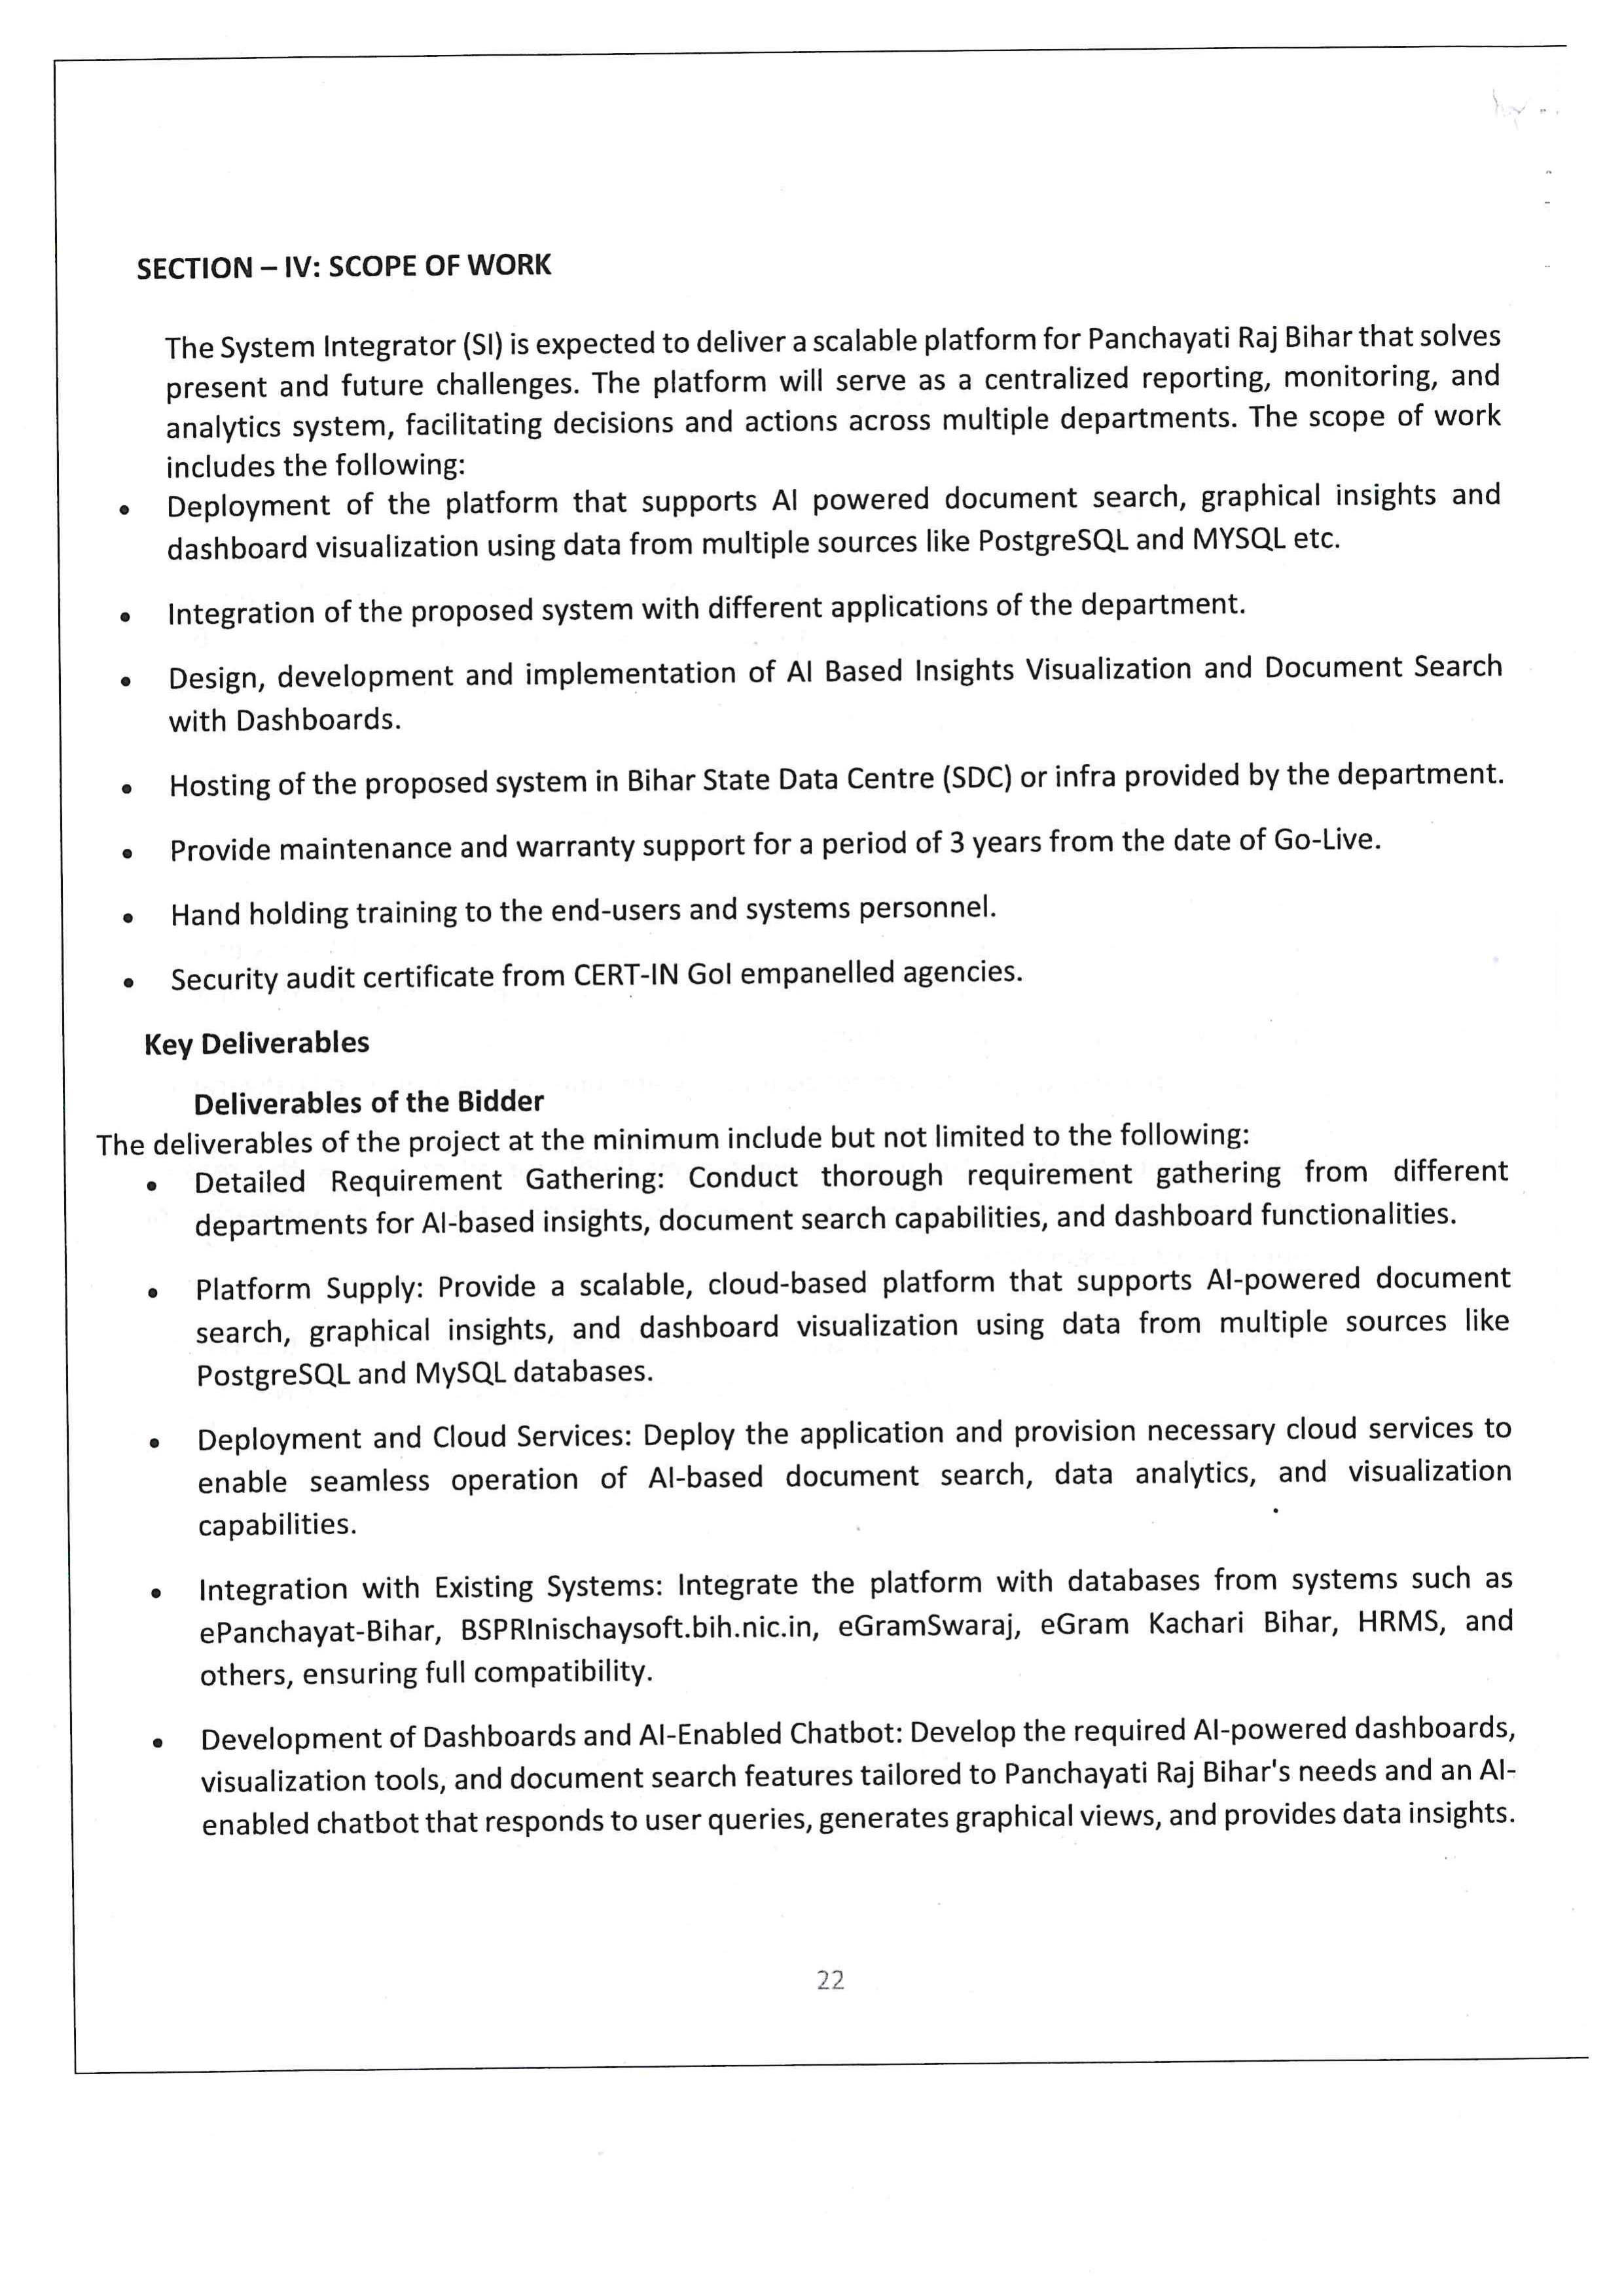 SECTION – IV: SCOPE OF WORK
The System Integrator (SI) is expected to deliver a scalable platform for Panchayati Raj Bihar that solves
present and future challenges. The platform will serve as a centralized reporting, monitoring, and
analytics system, facilitating decisions and actions across multiple departments. The scope of work
includes the following:
• Deployment of the platform that supports AI powered document search, graphical insights and
dashboard visualization using data from multiple sources like PostgreSQL and MYSQL etc.
• Integration of the proposed system with different applications of the department.
• Design, development and implementation of AI Based Insights Visualization and Document Search
with Dashboards.
• Hosting of the proposed system in Bihar State Data Centre (SDC) or infra provided by the department.
• Provide maintenance and warranty support for a period of 3 years from the date of Go-Live.
• Hand holding training to the end-users and systems personnel.
• Security audit certificate from CERT-IN GoI empanelled agencies.
Key Deliverables
Deliverables of the Bidder
The deliverables of the project at the minimum include but not limited to the following:
• Detailed Requirement Gathering: Conduct thorough requirement gathering from different
departments for AI-based insights, document search capabilities, and dashboard functionalities.
• Platform Supply: Provide a scalable, cloud-based platform that supports AI-powered document
search, graphical insights, and dashboard visualization using data from multiple sources like
PostgreSQL and MySQL databases.
• Deployment and Cloud Services: Deploy the application and provision necessary cloud services to
enable seamless operation of AI-based document search, data analytics, and visualization
capabilities.
• Integration with Existing Systems: Integrate the platform with databases from systems such as
ePanchayat-Bihar, BSPRInischaysoft.bih.nic.in, eGramSwaraj, eGram Kachari Bihar, HRMS, and
others, ensuring full compatibility.
• Development of Dashboards and AI-Enabled Chatbot: Develop the required AI-powered dashboards,
visualization tools, and document search features tailored to Panchayati Raj Bihar's needs and an AI-
enabled chatbot that responds to user queries, generates graphical views, and provides data insights.
22